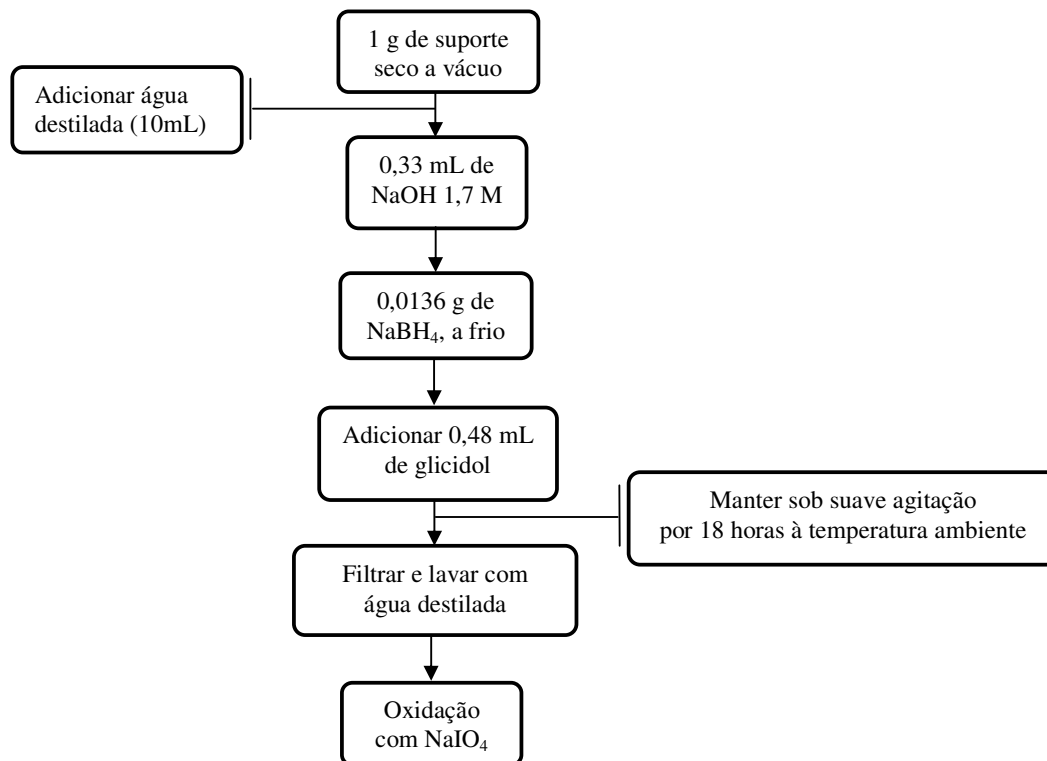 1 g de suporte
seco a vácuo
Adicionar água
destilada (10mL)
0,33 mL de
NaOH 1,7 M
0,0136 g de
NaBH₄, a frio
Adicionar 0,48 mL
de glicidol
Manter sob suave agitação
por 18 horas à temperatura ambiente
Filtrar e lavar com
água destilada
Oxidação
com NaIO₄